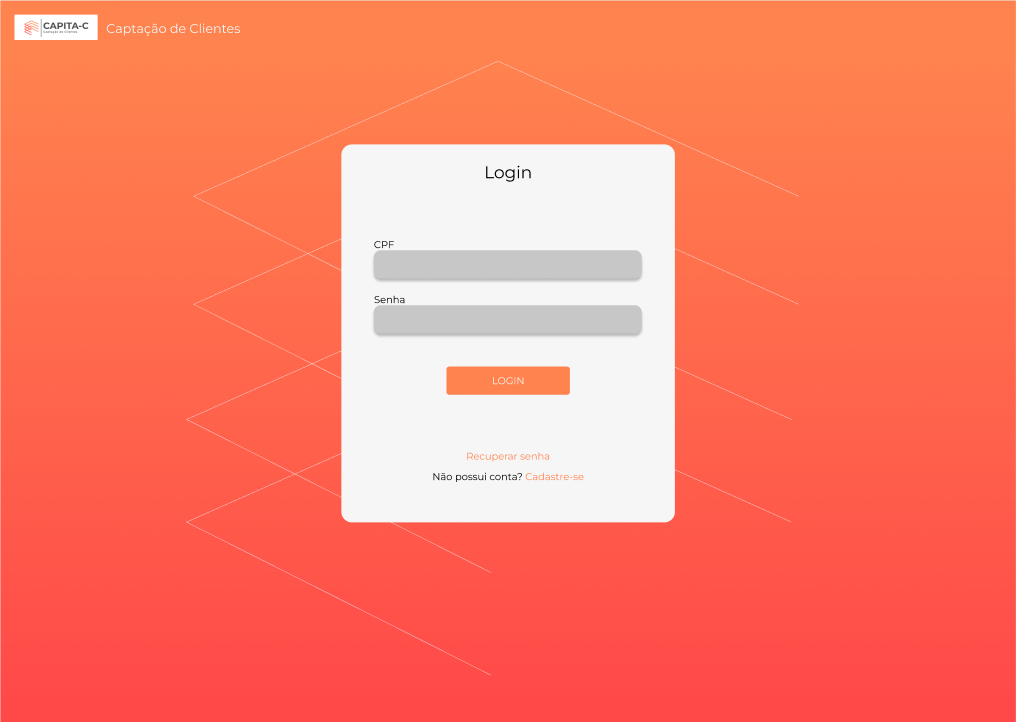 CAPITA-C
Captação de Clientes
Captação de Clientes
Login
CPF
Senha
LOGIN
Recuperar senha
Não possui conta? Cadastre-se